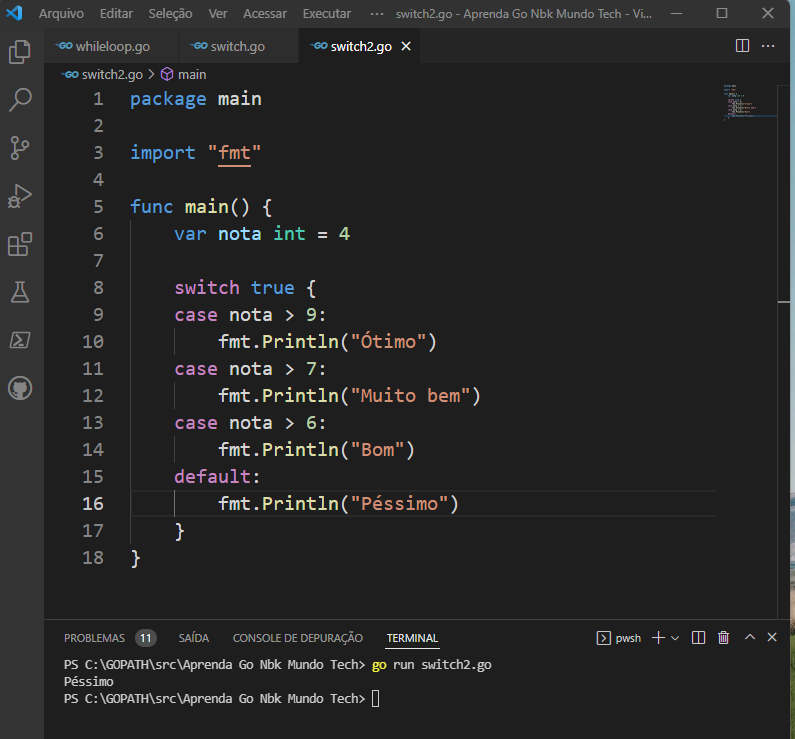 Arquivo Editar Seleção Ver Acessar Executar ··· switch2.go - Aprenda Go Nbk Mundo Tech - Vi...
whileloop.go switch.go switch2.go
switch2.go > main
1 package main
2
3 import "fmt"
4
5 func main() {
6 var nota int = 4
7
8 switch true {
9 case nota > 9:
10 fmt.Println("Ótimo")
11 case nota > 7:
12 fmt.Println("Muito bem")
13 case nota > 6:
14 fmt.Println("Bom")
15 default:
16 fmt.Println("Péssimo")
17 }
18 }
PROBLEMAS 11 SAÍDA CONSOLE DE DEPURAÇÃO TERMINAL pwsh
PS C:\GOPATH\src\Aprenda Go Nbk Mundo Tech> go run switch2.go
Péssimo
PS C:\GOPATH\src\Aprenda Go Nbk Mundo Tech>